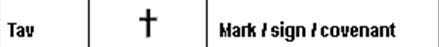 Tav † Mark / sign / covenant